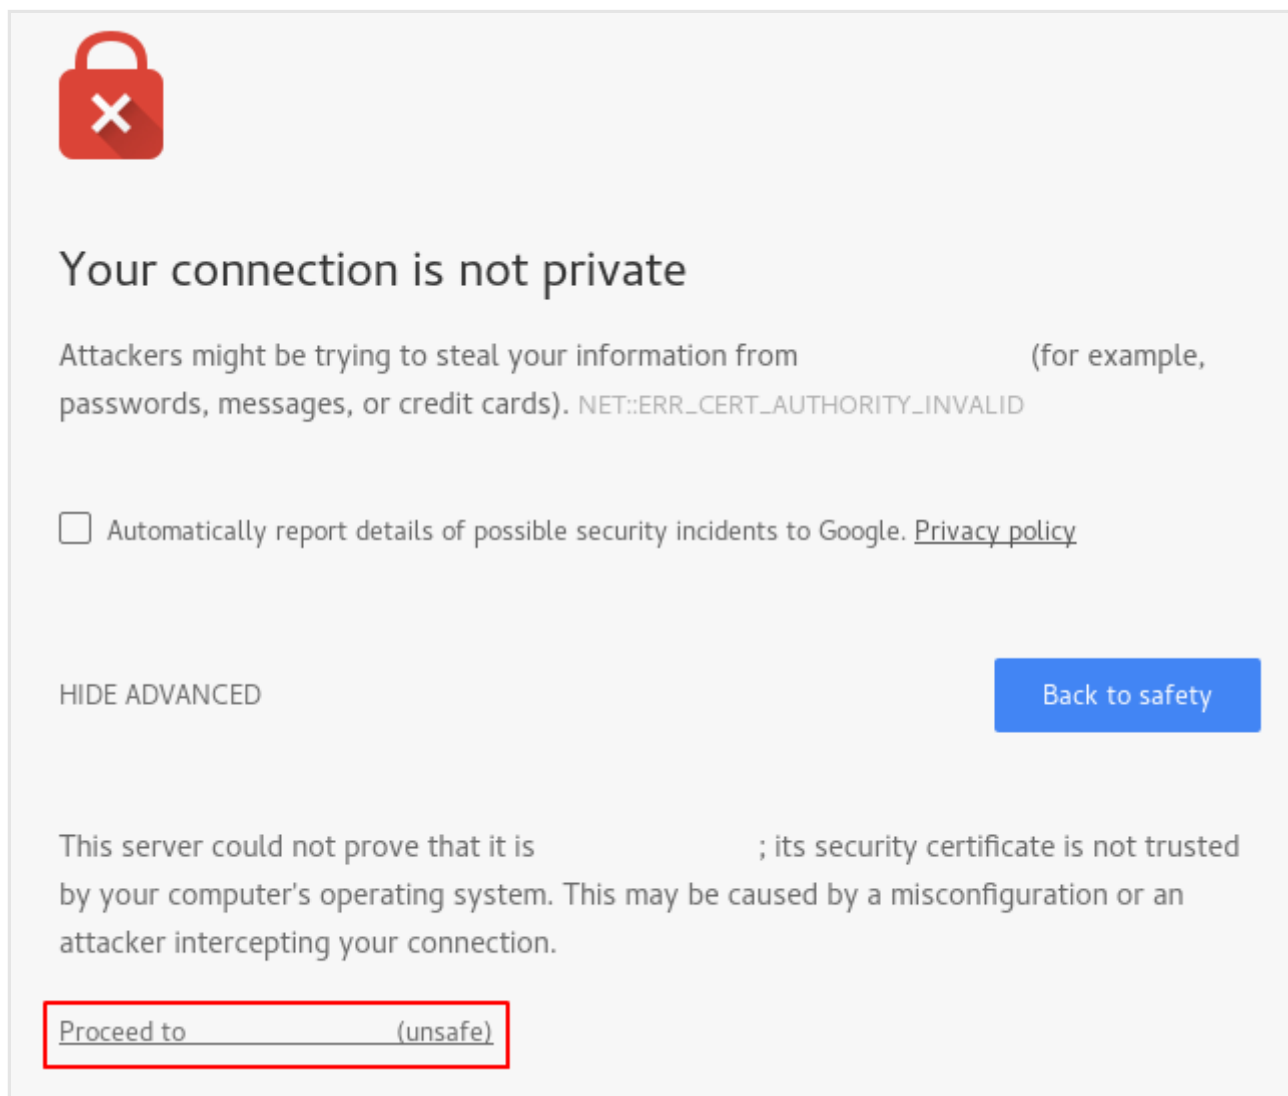 Your connection is not private
Attackers might be trying to steal your information from (for example,
passwords, messages, or credit cards). NET::ERR_CERT_AUTHORITY_INVALID
Automatically report details of possible security incidents to Google. Privacy policy
HIDE ADVANCED Back to safety
This server could not prove that it is ; its security certificate is not trusted
by your computer's operating system. This may be caused by a misconfiguration or an
attacker intercepting your connection.
Proceed to (unsafe)